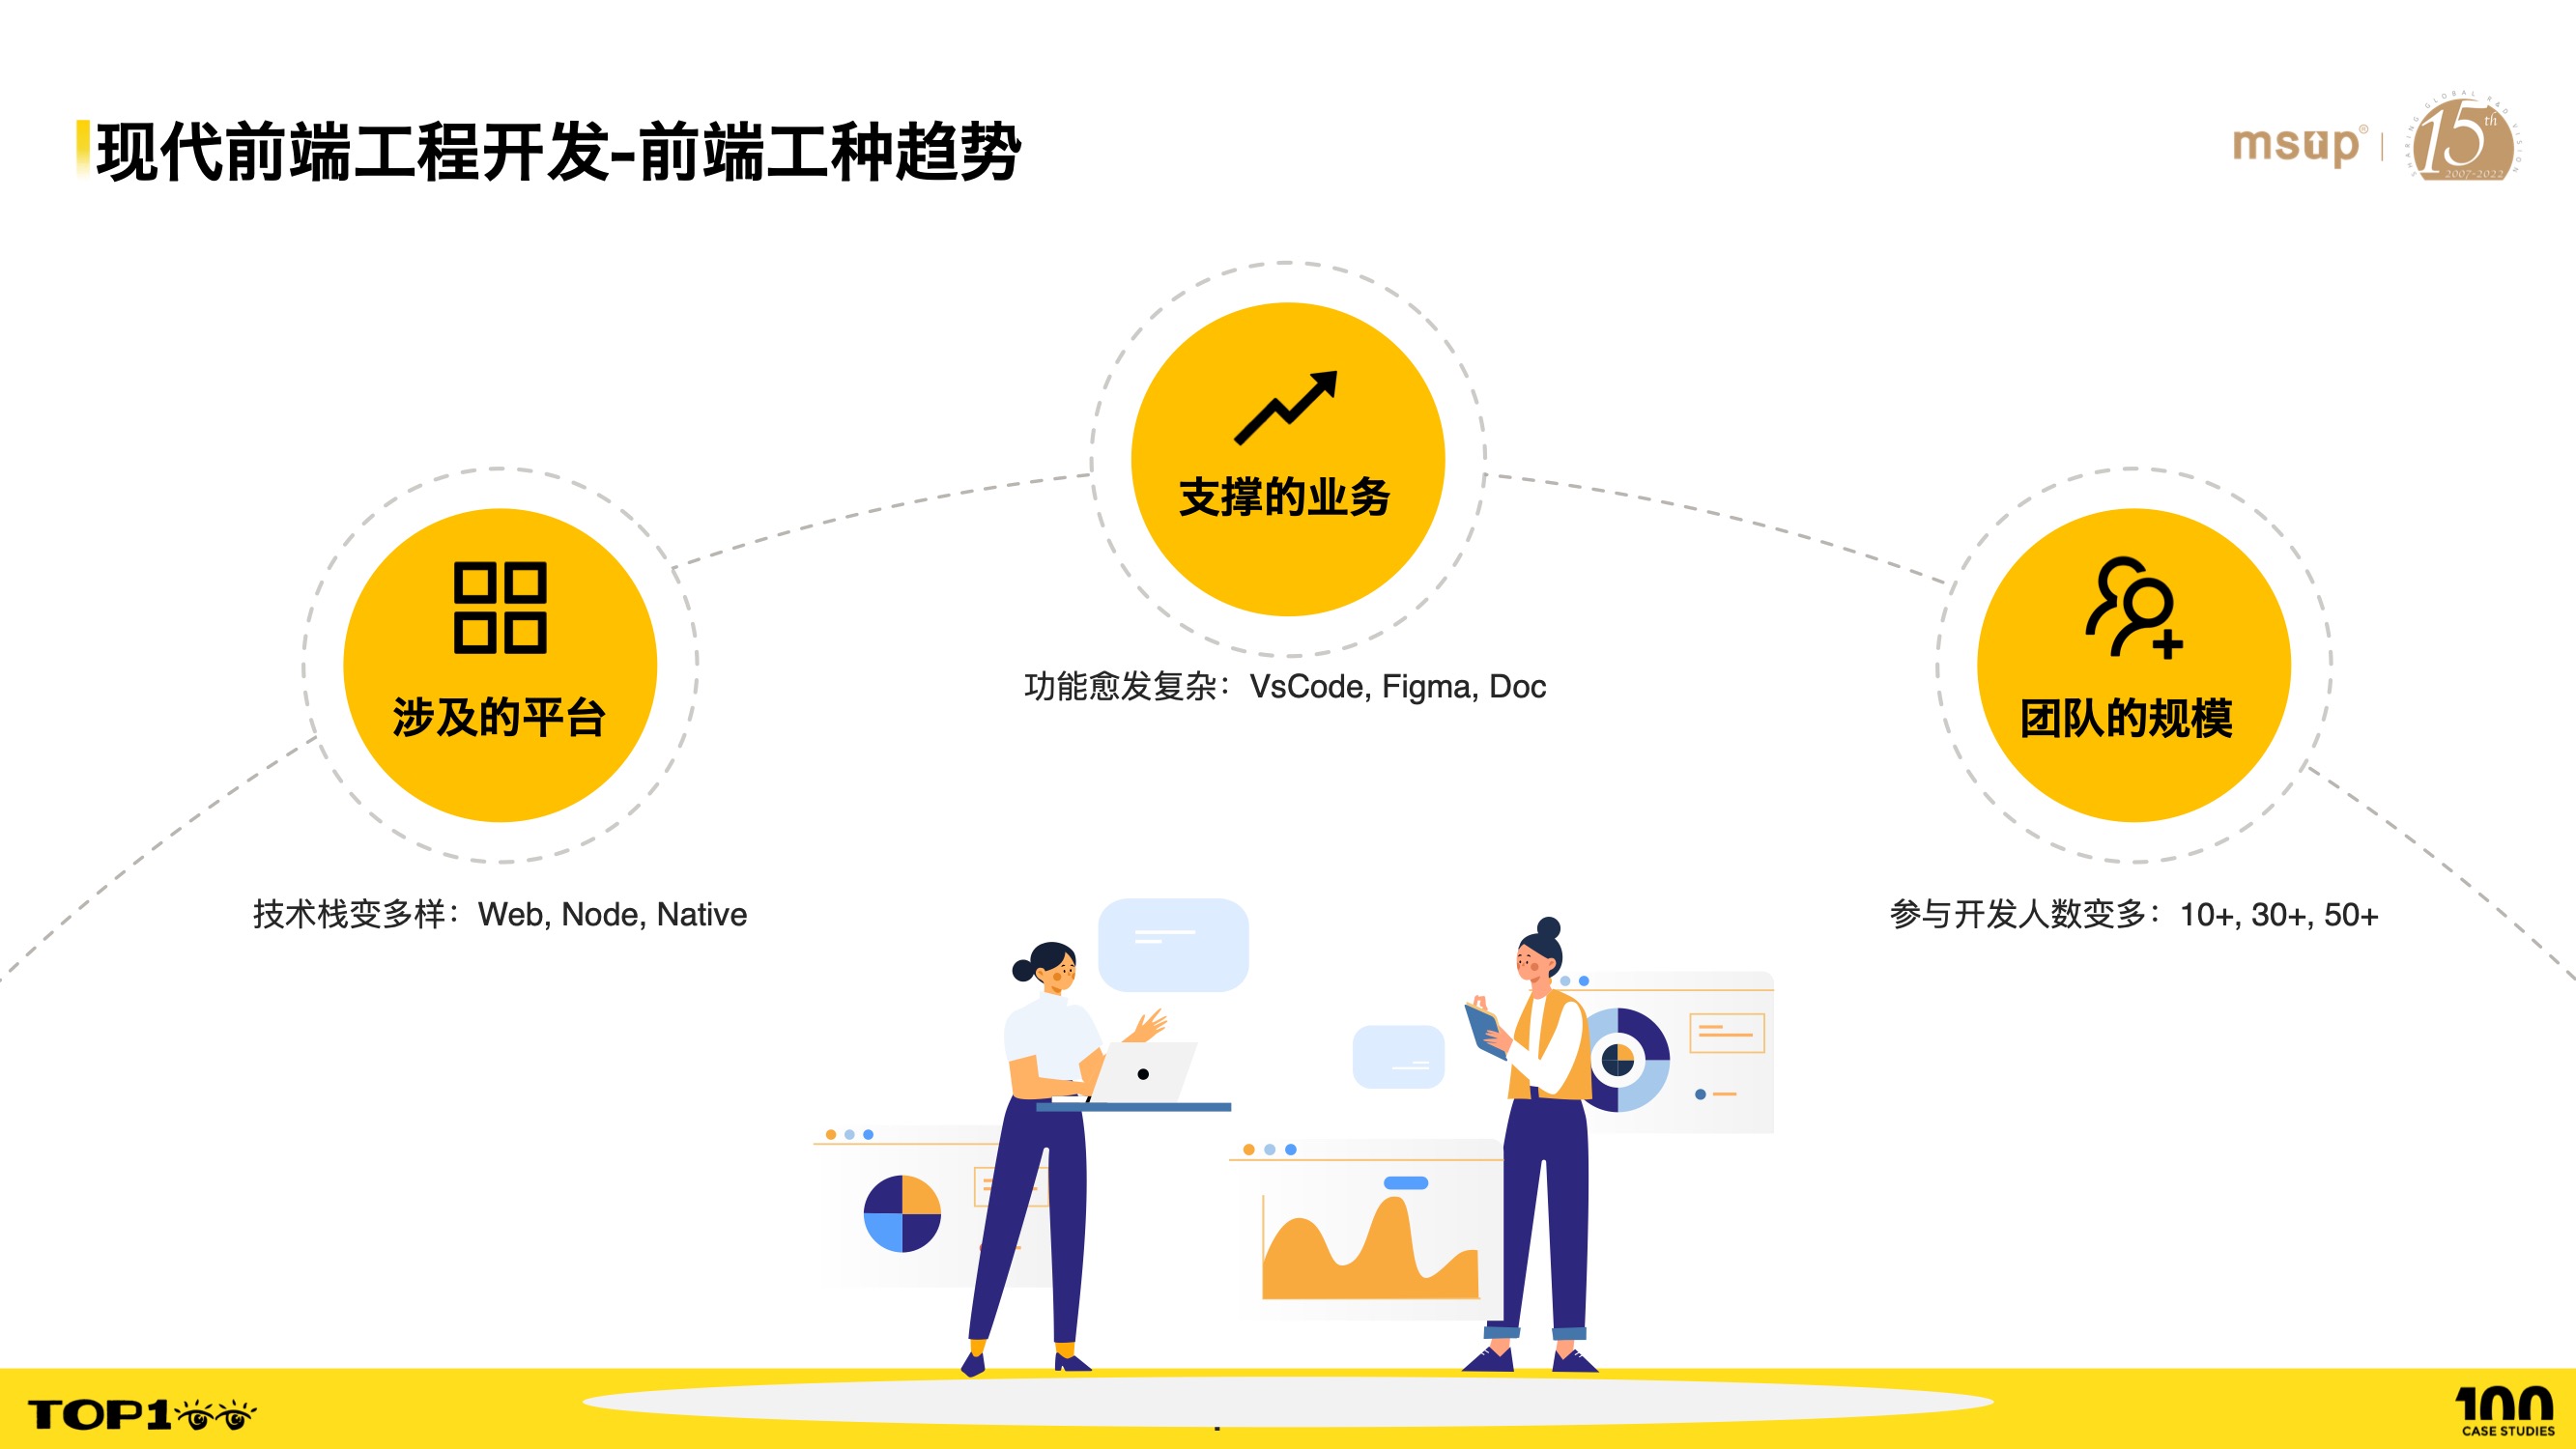 现代前端工程开发-前端工种趋势
msup®
SHARING GLOBAL R&D VISION
15th
2007-2022
支撑的业务
功能愈发复杂：VsCode, Figma, Doc
涉及的平台
技术栈变多样：Web, Node, Native
团队的规模
参与开发人数变多：10+, 30+, 50+
TOP100
100
CASE STUDIES